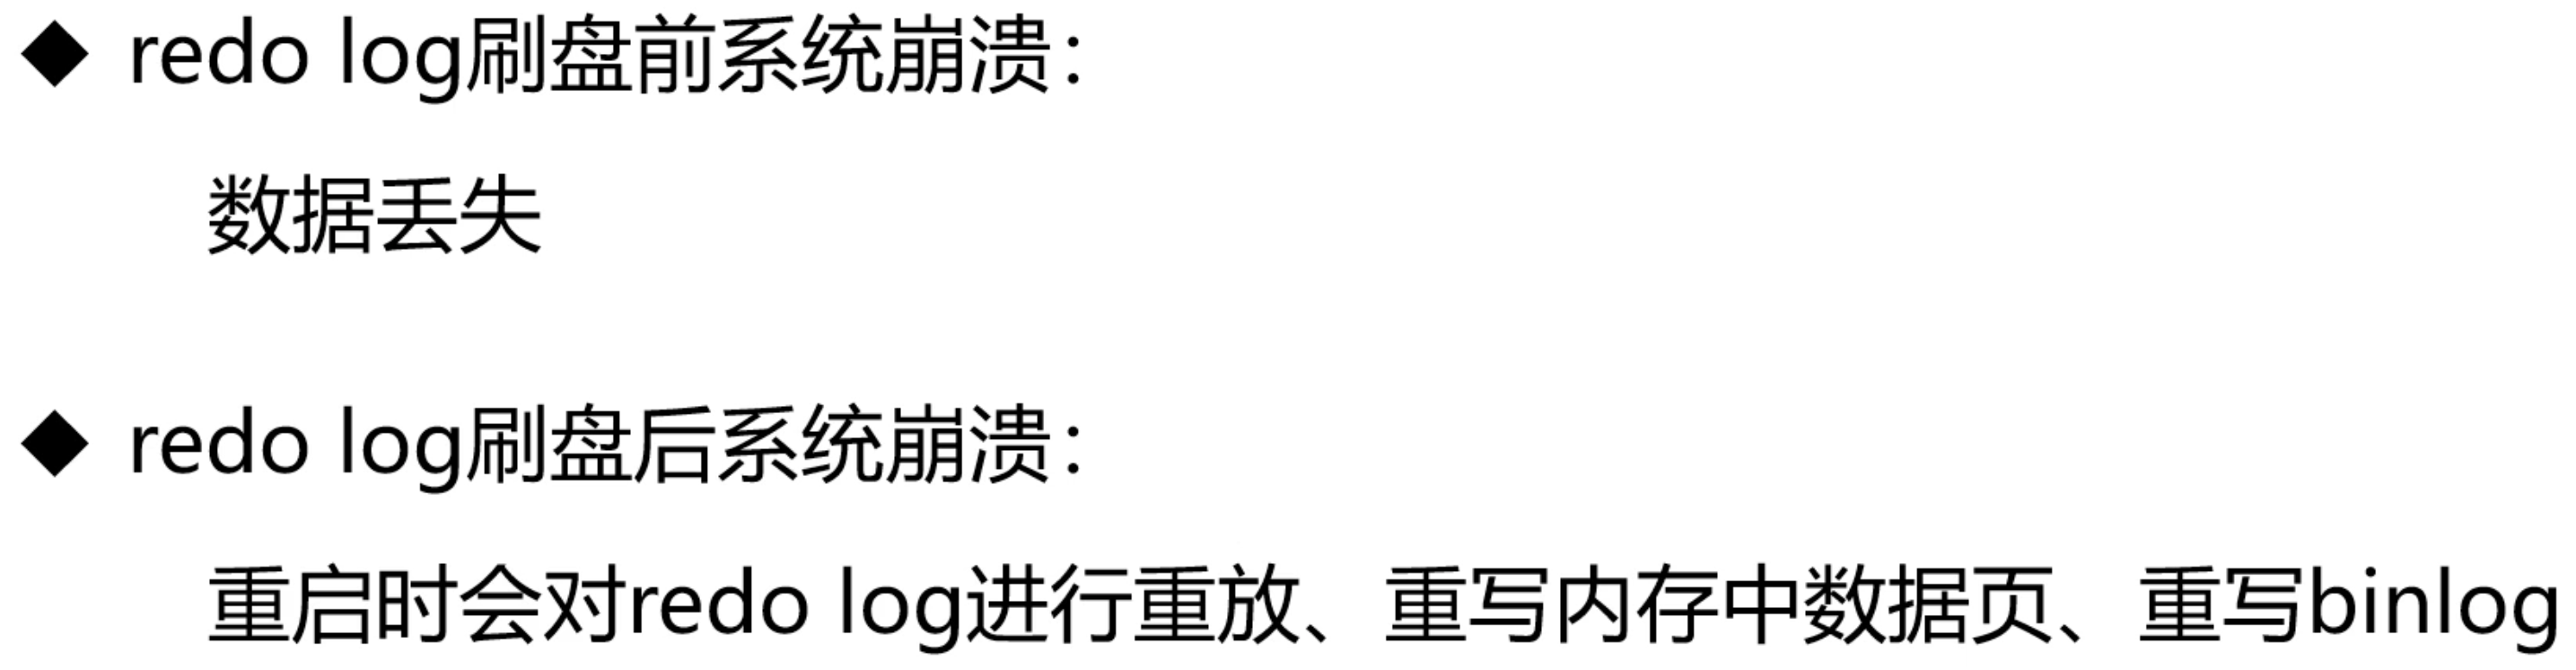 ◆ redo log刷盘前系统崩溃：
数据丢失
◆ redo log刷盘后系统崩溃：
重启时会对redo log进行重放、重写内存中数据页、重写binlog